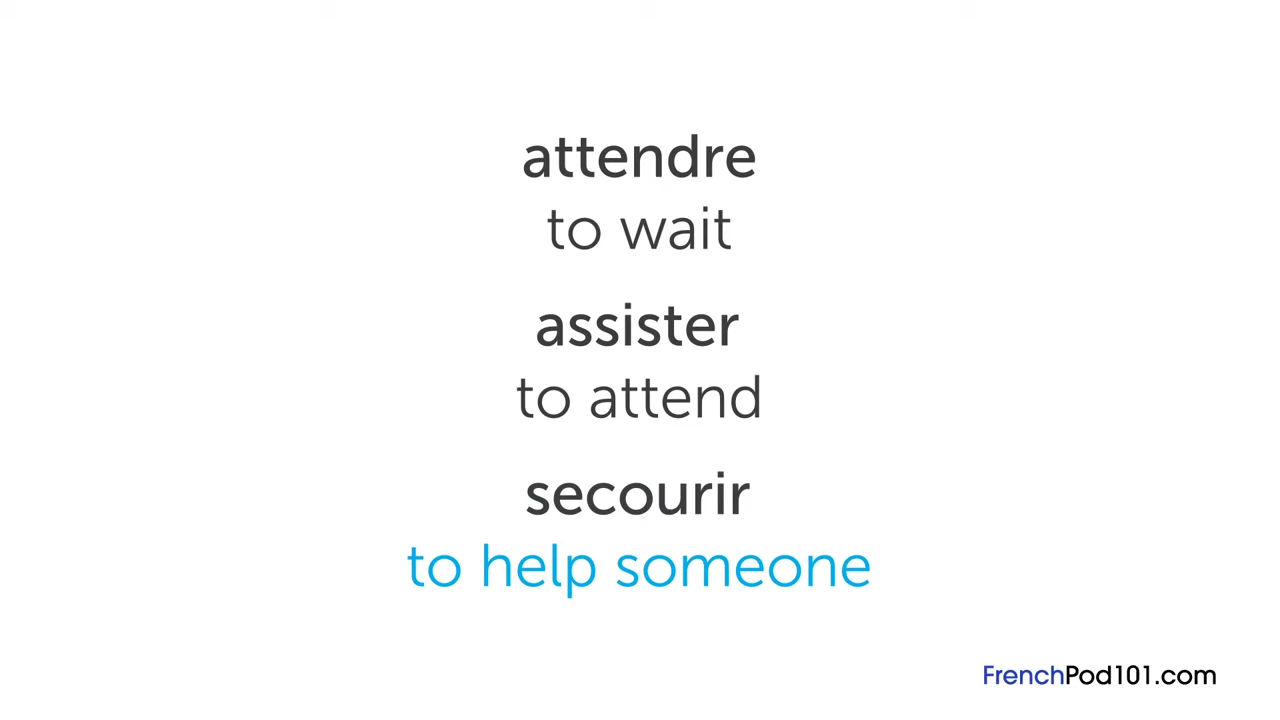 attendre
to wait
assister
to attend
secourir
to help someone
FrenchPod101.com